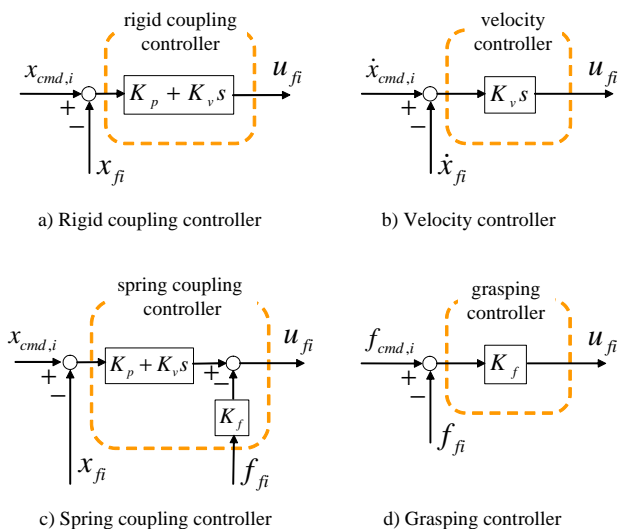 rigid coupling
controller
x_{cmd,i}
+
−
K_p + K_v s
u_{fi}
x_{fi}
a) Rigid coupling controller
velocity
controller
ẋ_{cmd,i}
+
−
K_v s
u_{fi}
ẋ_{fi}
b) Velocity controller
spring coupling
controller
x_{cmd,i}
+
−
K_p + K_v s
+
−
u_{fi}
K_f
x_{fi}
f_{fi}
c) Spring coupling controller
grasping
controller
f_{cmd,i}
+
−
K_f
u_{fi}
f_{fi}
d) Grasping controller